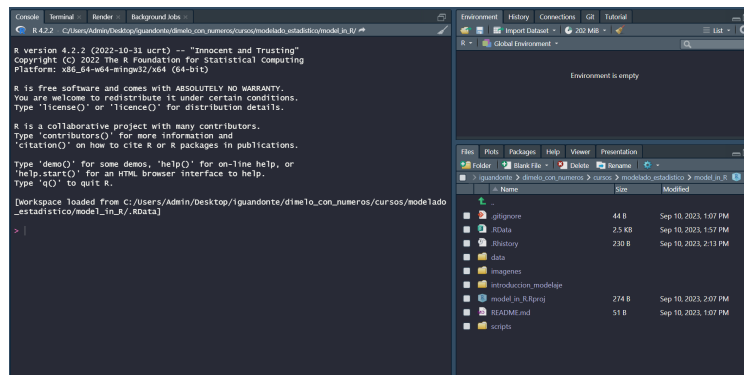 Console Terminal × Render × Background Jobs ×
R 4.2.2 · C:/Users/Admin/Desktop/iguandonte/dimelo_con_numeros/cursos/modelado_estadistico/model_in_R/
R version 4.2.2 (2022-10-31 ucrt) -- "Innocent and Trusting"
Copyright (C) 2022 The R Foundation for Statistical Computing
Platform: x86_64-w64-mingw32/x64 (64-bit)
R is free software and comes with ABSOLUTELY NO WARRANTY.
You are welcome to redistribute it under certain conditions.
Type 'license()' or 'licence()' for distribution details.
R is a collaborative project with many contributors.
Type 'contributors()' for more information and
'citation()' on how to cite R or R packages in publications.
Type 'demo()' for some demos, 'help()' for on-line help, or
'help.start()' for an HTML browser interface to help.
Type 'q()' to quit R.
[Workspace loaded from C:/Users/Admin/Desktop/iguandonte/dimelo_con_numeros/cursos/modelado
_estadistico/model_in_R/.RData]
>
Environment History Connections Git Tutorial
Import Dataset 202 MiB List
R Global Environment
Environment is empty
Files Plots Packages Help Viewer Presentation
Folder Blank File Delete Rename
> iguandonte > dimelo_con_numeros > cursos > modelado_estadistico > model_in_R
Name Size Modified
..
.gitignore 44 B Sep 10, 2023, 1:07 PM
.RData 2.5 KB Sep 10, 2023, 1:57 PM
.Rhistory 230 B Sep 10, 2023, 2:13 PM
data
imagenes
introduccion_modelaje
model_in_R.Rproj 274 B Sep 10, 2023, 2:07 PM
README.md 51 B Sep 10, 2023, 1:07 PM
scripts